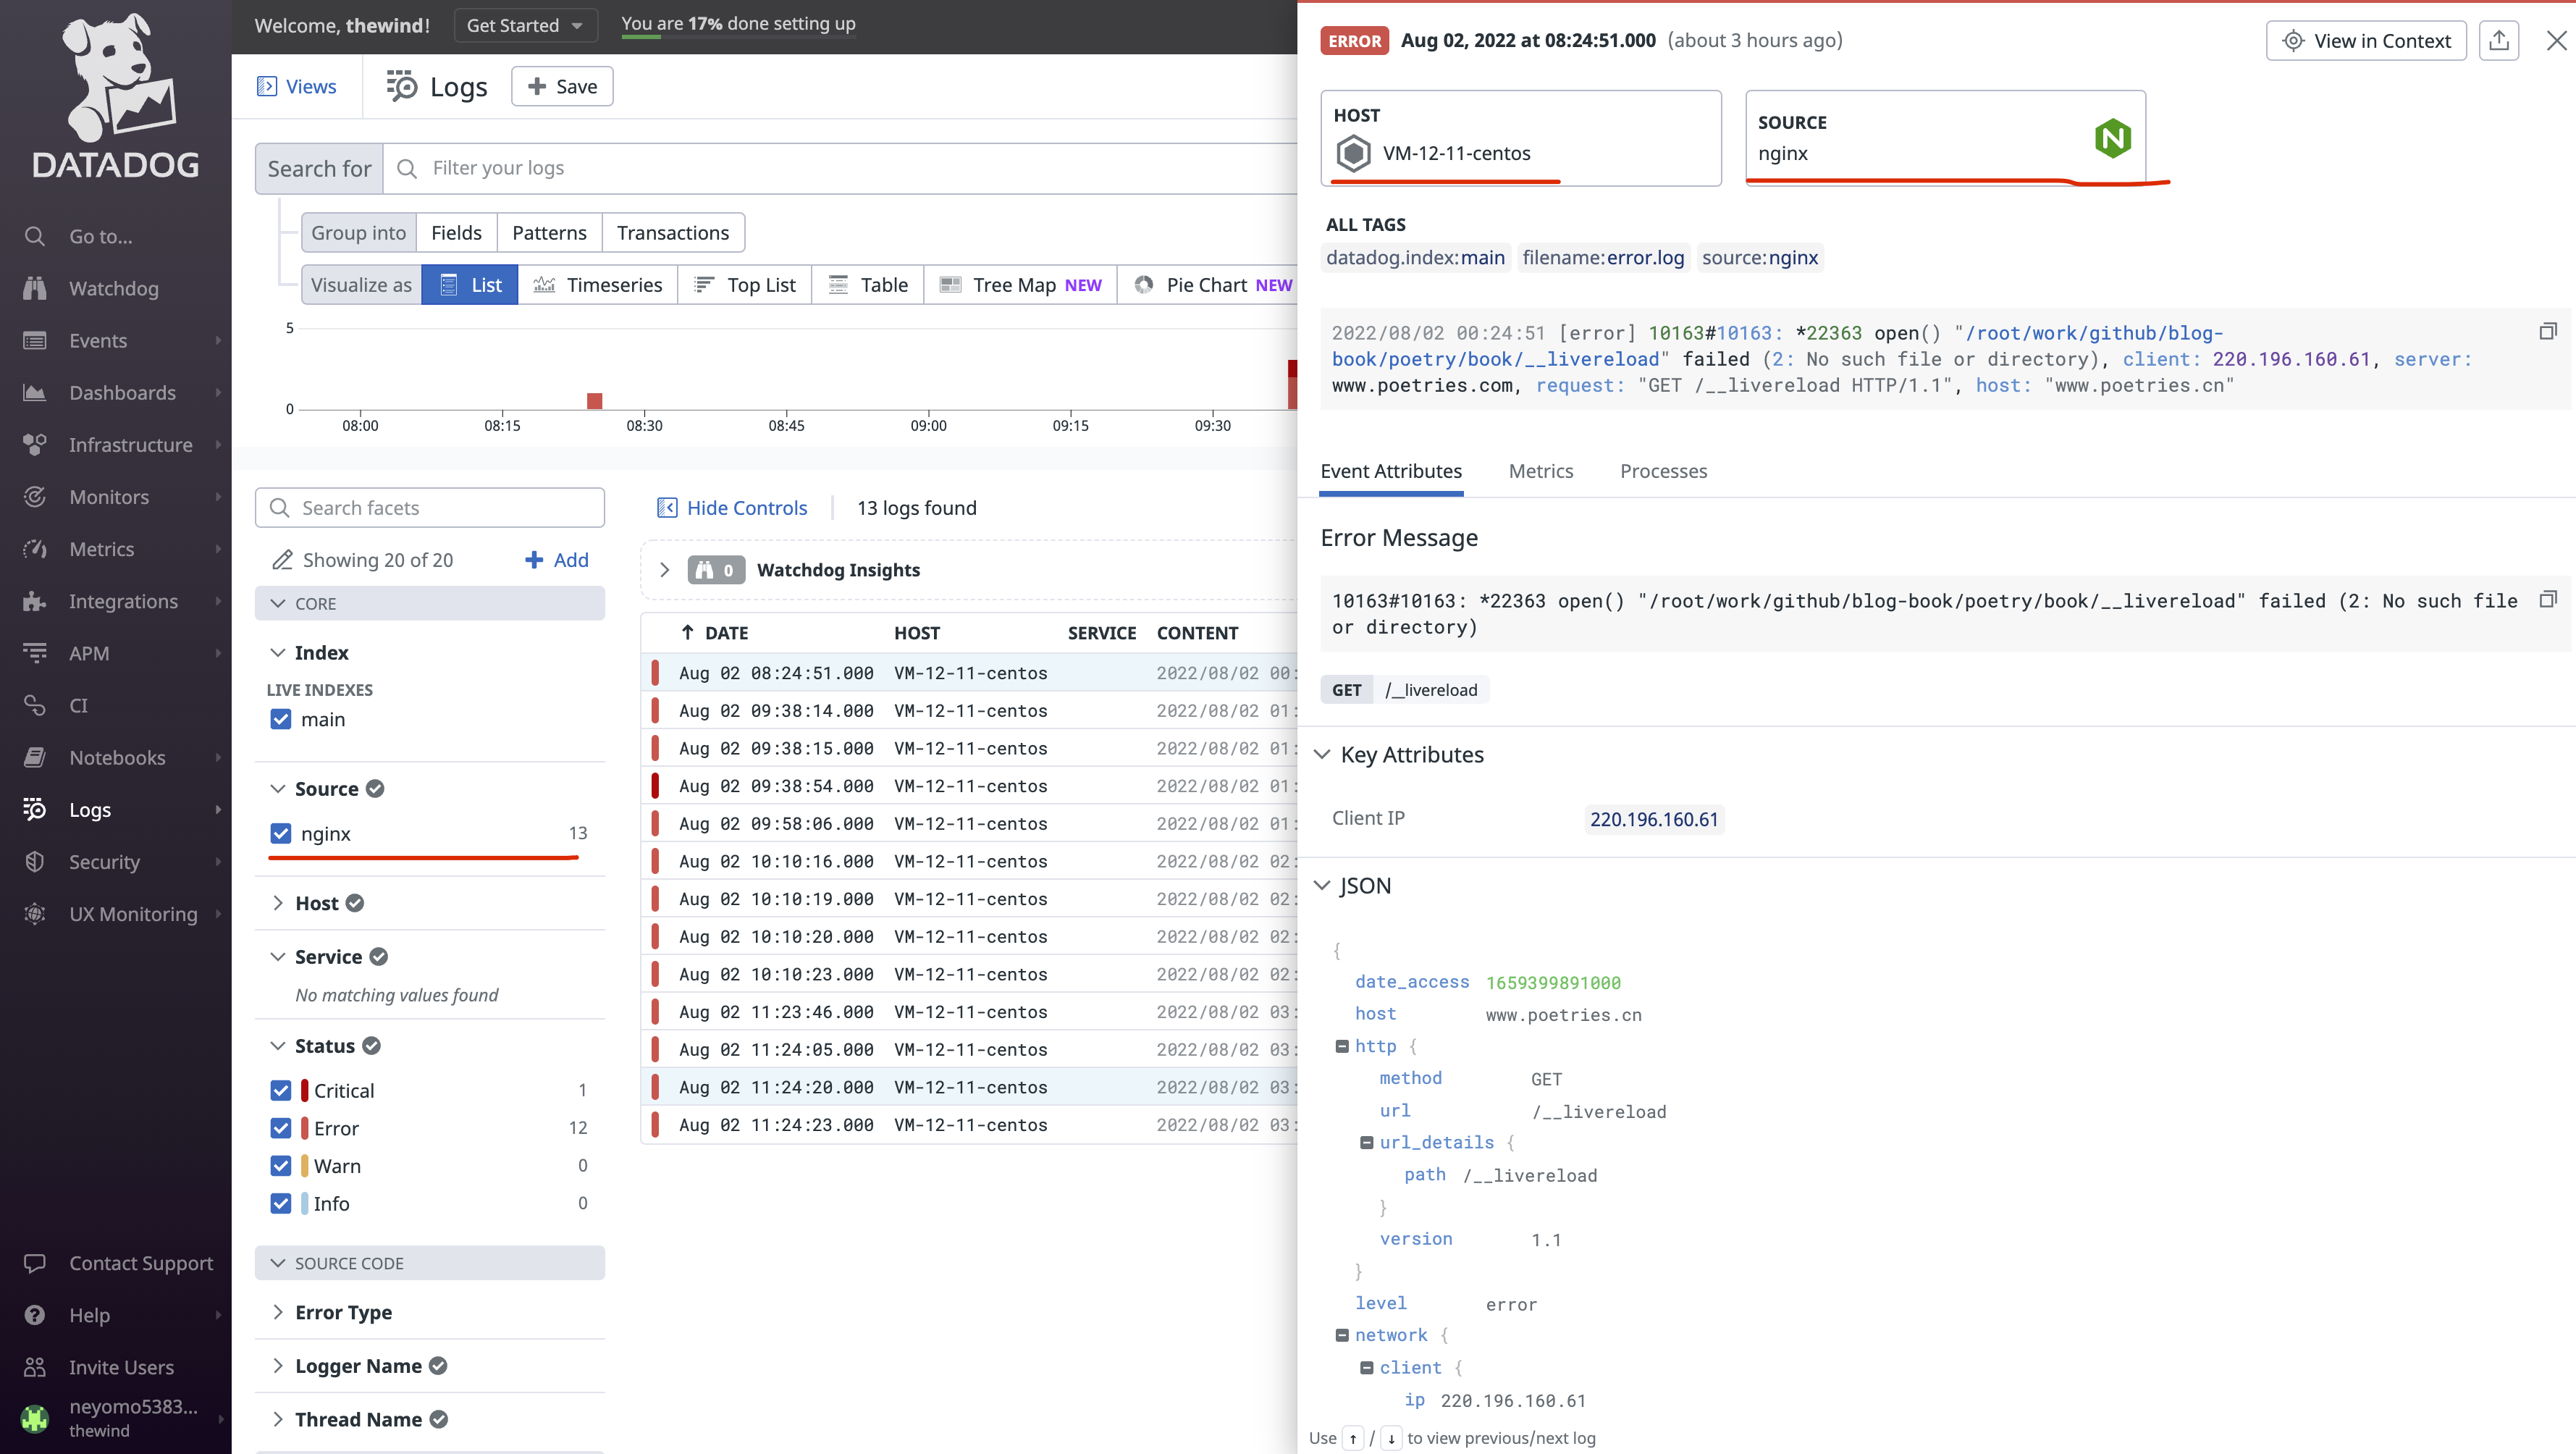 DATADOG
Go to...
Watchdog
Events
Dashboards
Infrastructure
Monitors
Metrics
Integrations
APM
CI
Notebooks
Logs
Security
UX Monitoring
Contact Support
Help
Invite Users
neyomo5383...
thewind
Welcome, thewind!
Get Started
You are 17% done setting up
Views
Logs
Save
Search for
Filter your logs
Group into Fields Patterns Transactions
Visualize as List Timeseries Top List Table Tree Map NEW Pie Chart NEW
5
0
08:00 08:15 08:30 08:45 09:00 09:15 09:30
Search facets
Showing 20 of 20
Add
CORE
Index
LIVE INDEXES
main
Source
nginx 13
Host
Service
No matching values found
Status
Critical 1
Error 12
Warn 0
Info 0
SOURCE CODE
Error Type
Logger Name
Thread Name
Hide Controls
13 logs found
0 Watchdog Insights
DATE HOST SERVICE CONTENT
Aug 02 08:24:51.000 VM-12-11-centos 2022/08/02 00:
Aug 02 09:38:14.000 VM-12-11-centos 2022/08/02 01:
Aug 02 09:38:15.000 VM-12-11-centos 2022/08/02 01:
Aug 02 09:38:54.000 VM-12-11-centos 2022/08/02 01:
Aug 02 09:58:06.000 VM-12-11-centos 2022/08/02 01:
Aug 02 10:10:16.000 VM-12-11-centos 2022/08/02 02:
Aug 02 10:10:19.000 VM-12-11-centos 2022/08/02 02:
Aug 02 10:10:20.000 VM-12-11-centos 2022/08/02 02:
Aug 02 10:10:23.000 VM-12-11-centos 2022/08/02 02:
Aug 02 11:23:46.000 VM-12-11-centos 2022/08/02 03:
Aug 02 11:24:05.000 VM-12-11-centos 2022/08/02 03:
Aug 02 11:24:20.000 VM-12-11-centos 2022/08/02 03:
Aug 02 11:24:23.000 VM-12-11-centos 2022/08/02 03:
ERROR Aug 02, 2022 at 08:24:51.000 (about 3 hours ago)
View in Context
HOST
VM-12-11-centos
SOURCE
nginx
N
ALL TAGS
datadog.index:main filename:error.log source:nginx
2022/08/02 00:24:51 [error] 10163#10163: *22363 open() "/root/work/github/blog-
book/poetry/book/__livereload" failed (2: No such file or directory), client: 220.196.160.61, server:
www.poetries.com, request: "GET /__livereload HTTP/1.1", host: "www.poetries.cn"
Event Attributes Metrics Processes
Error Message
10163#10163: *22363 open() "/root/work/github/blog-book/poetry/book/__livereload" failed (2: No such file
or directory)
GET /__livereload
Key Attributes
Client IP 220.196.160.61
JSON
{
date_access 1659399891000
host www.poetries.cn
http {
method GET
url /__livereload
url_details {
path /__livereload
}
version 1.1
}
level error
network {
client {
ip 220.196.160.61
Use ↑ / ↓ to view previous/next log